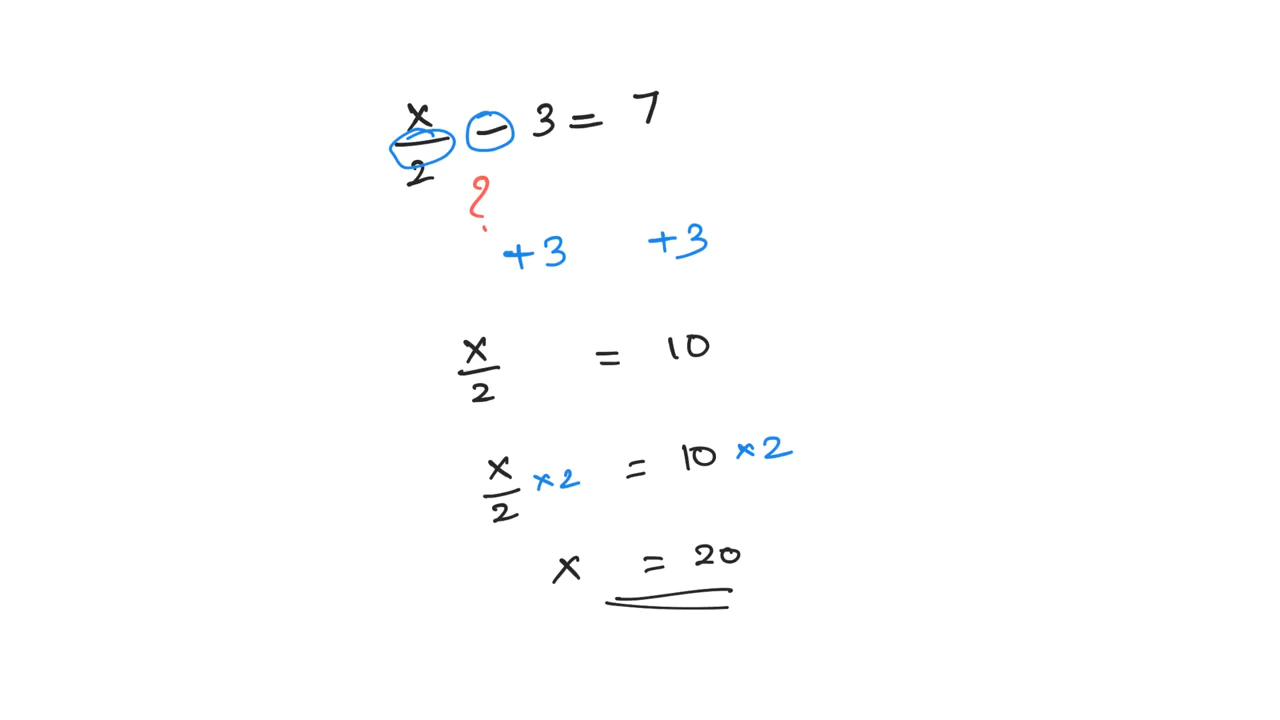 x/2 - 3 = 7
?
+3 +3
x/2 = 10
x/2 ×2 = 10 ×2
x = 20